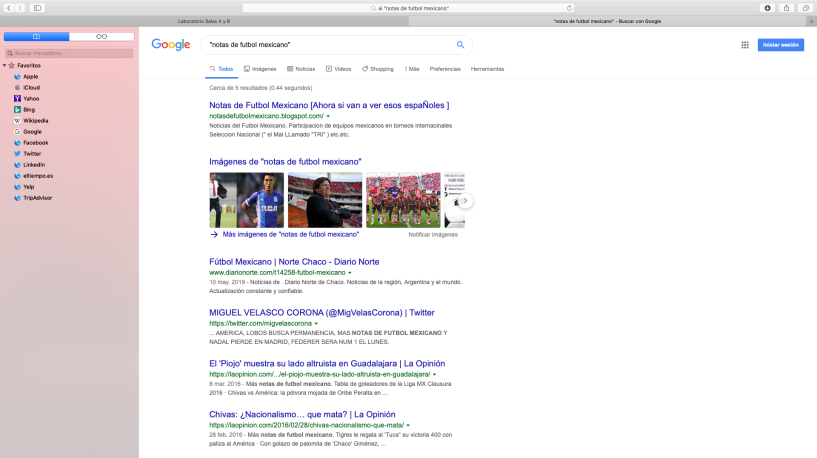 "notas de futbol mexicano"
Laboratorio Salas A y B
"notas de futbol mexicano" - Buscar con Google
Buscar marcadores
Favoritos
Apple
iCloud
Yahoo
Bing
Wikipedia
Google
Facebook
Twitter
LinkedIn
eltiempo.es
Yelp
TripAdvisor
Google
"notas de futbol mexicano"
Iniciar sesión
Todos Imágenes Noticias Vídeos Shopping Más Preferencias Herramientas
Cerca de 5 resultados (0.44 segundos)
Notas de Futbol Mexicano [Ahora si van a ver esos españoles ]
notasdefutbolmexicano.blogspot.com/
Noticias del Futbol Mexicano. Participacion de equipos mexicanos en torneos internacinales
Seleccion Nacional (" el Mal LLamado "TRI" ) etc.etc.
Imágenes de "notas de futbol mexicano"
Más imágenes de "notas de futbol mexicano"
Notificar imágenes
Fútbol Mexicano | Norte Chaco - Diario Norte
www.diarionorte.com/t14258-futbol-mexicano
10 may. 2019 - Noticias de . Diario Norte de Chaco. Noticias de la región, Argentina y el mundo.
Actualización constante y confiable.
MIGUEL VELASCO CORONA (@MigVelasCorona) | Twitter
https://twitter.com/migvelascorona
... AMERICA, LOBOS BUSCA PERMANENCIA, MAS NOTAS DE FUTBOL MEXICANO Y
NADAL PIERDE EN MADRID, FEDERER SERA NUM 1 EL LUNES.
El 'Piojo' muestra su lado altruista en Guadalajara | La Opinión
https://laopinion.com/.../el-piojo-muestra-su-lado-altruista-en-guadalajara/
8 mar. 2016 - Más notas de futbol mexicano. Tabla de goleadores de la Liga MX Clausura
2016 · Chivas vs América: la pólvora mojada de Oribe Peralta en ...
Chivas: ¿Nacionalismo… que mata? | La Opinión
https://laopinion.com/2016/02/28/chivas-nacionalismo-que-mata/
28 feb. 2016 - Más notas de futbol mexicano. Tigres le regala al 'Tuca" su victoria 400 con
paliza al América · Con golazo de palomita de 'Chaco' Giménez, ...